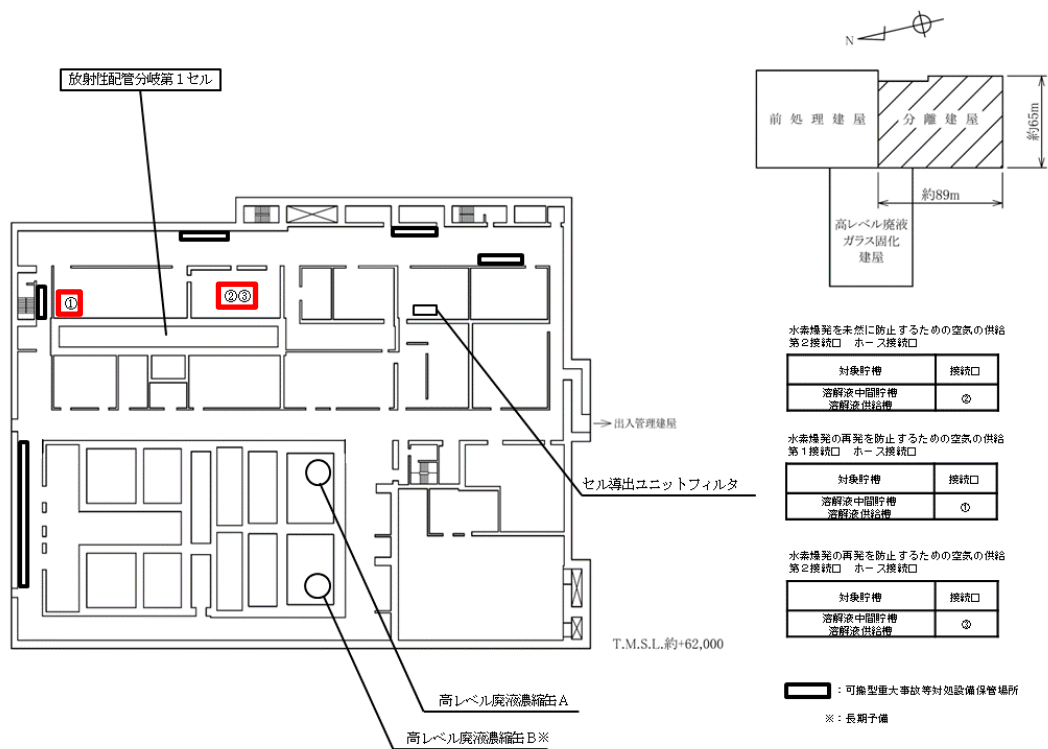 N
放射性配管分岐第1セル
前処理建屋
分離建屋
約65m
約89m
高レベル廃液
ガラス固化
建屋
①
②③
水素爆発を未然に防止するための空気の供給
第2接続口 ホース接続口
対象貯槽 接続口
溶解液中間貯槽
溶解液供給槽
②
→出入管理建屋
水素爆発の再発を防止するための空気の供給
第1接続口 ホース接続口
対象貯槽 接続口
溶解液中間貯槽
溶解液供給槽
①
セル導出ユニットフィルタ
水素爆発の再発を防止するための空気の供給
第2接続口 ホース接続口
対象貯槽 接続口
溶解液中間貯槽
溶解液供給槽
③
T.M.S.L.約+62,000
高レベル廃液濃縮缶A
高レベル廃液濃縮缶B※
：可搬型重大事故等対処設備保管場所
※：長期予備